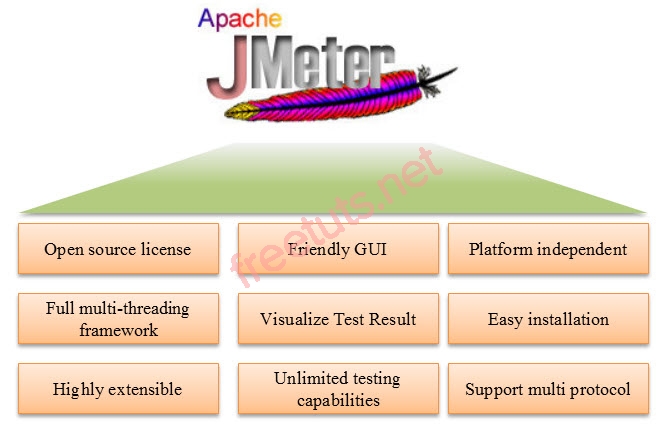 Apache
JMeter
freetuts.net
Open source license
Friendly GUI
Platform independent
Full multi-threading
framework
Visualize Test Result
Easy installation
Highly extensible
Unlimited testing
capabilities
Support multi protocol